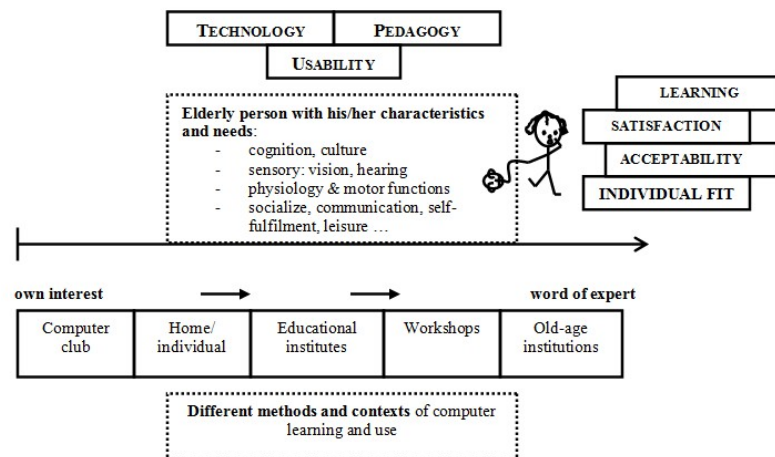 TECHNOLOGY PEDAGOGY
USABILITY
Elderly person with his/her characteristics
and needs:
- cognition, culture
- sensory: vision, hearing
- physiology & motor functions
- socialize, communication, self-
fulfilment, leisure ...
LEARNING
SATISFACTION
ACCEPTABILITY
INDIVIDUAL FIT
own interest word of expert
Computer
club
Home/
individual
Educational
institutes
Workshops
Old-age
institutions
Different methods and contexts of computer
learning and use